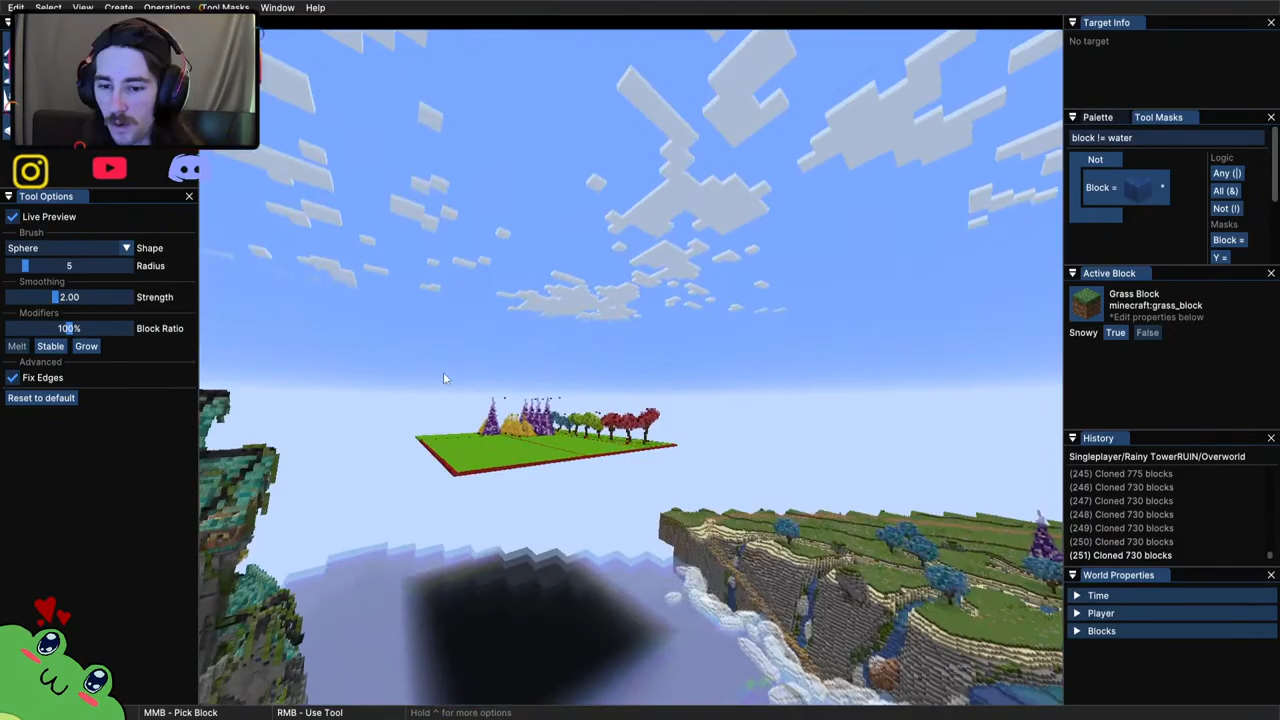 Edit Select View Create Operations Tool Masks Window Help
Tool Options
Live Preview
Brush
Sphere Shape
5 Radius
Smoothing
2.00 Strength
Modifiers
100% Block Ratio
Melt Stable Grow
Advanced
Fix Edges
Reset to default
Target Info
No target
Palette Tool Masks
block != water
Not
Block =
Logic
Any (|)
All (&)
Not (!)
Masks
Block =
Y =
Active Block
Grass Block
minecraft:grass_block
*Edit properties below
Snowy True False
History
Singleplayer/Rainy TowerRUIN/Overworld
(245) Cloned 775 blocks
(246) Cloned 730 blocks
(247) Cloned 730 blocks
(248) Cloned 730 blocks
(249) Cloned 730 blocks
(250) Cloned 730 blocks
(251) Cloned 730 blocks
World Properties
Time
Player
Blocks
MMB - Pick Block RMB - Use Tool Hold ^ for more options